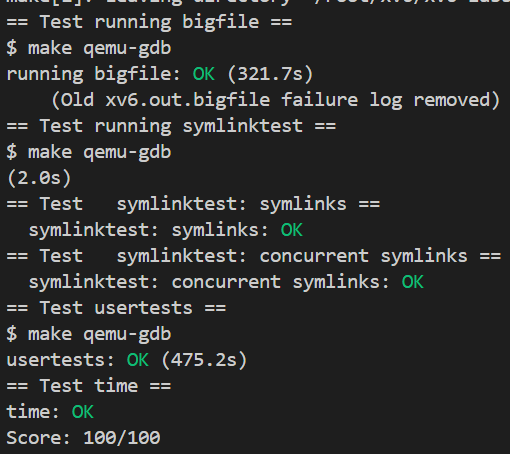 == Test running bigfile ==
$ make qemu-gdb
running bigfile: OK (321.7s)
    (Old xv6.out.bigfile failure log removed)
== Test running symlinktest ==
$ make qemu-gdb
(2.0s)
== Test   symlinktest: symlinks ==
  symlinktest: symlinks: OK
== Test   symlinktest: concurrent symlinks ==
  symlinktest: concurrent symlinks: OK
== Test usertests ==
$ make qemu-gdb
usertests: OK (475.2s)
== Test time ==
time: OK
Score: 100/100